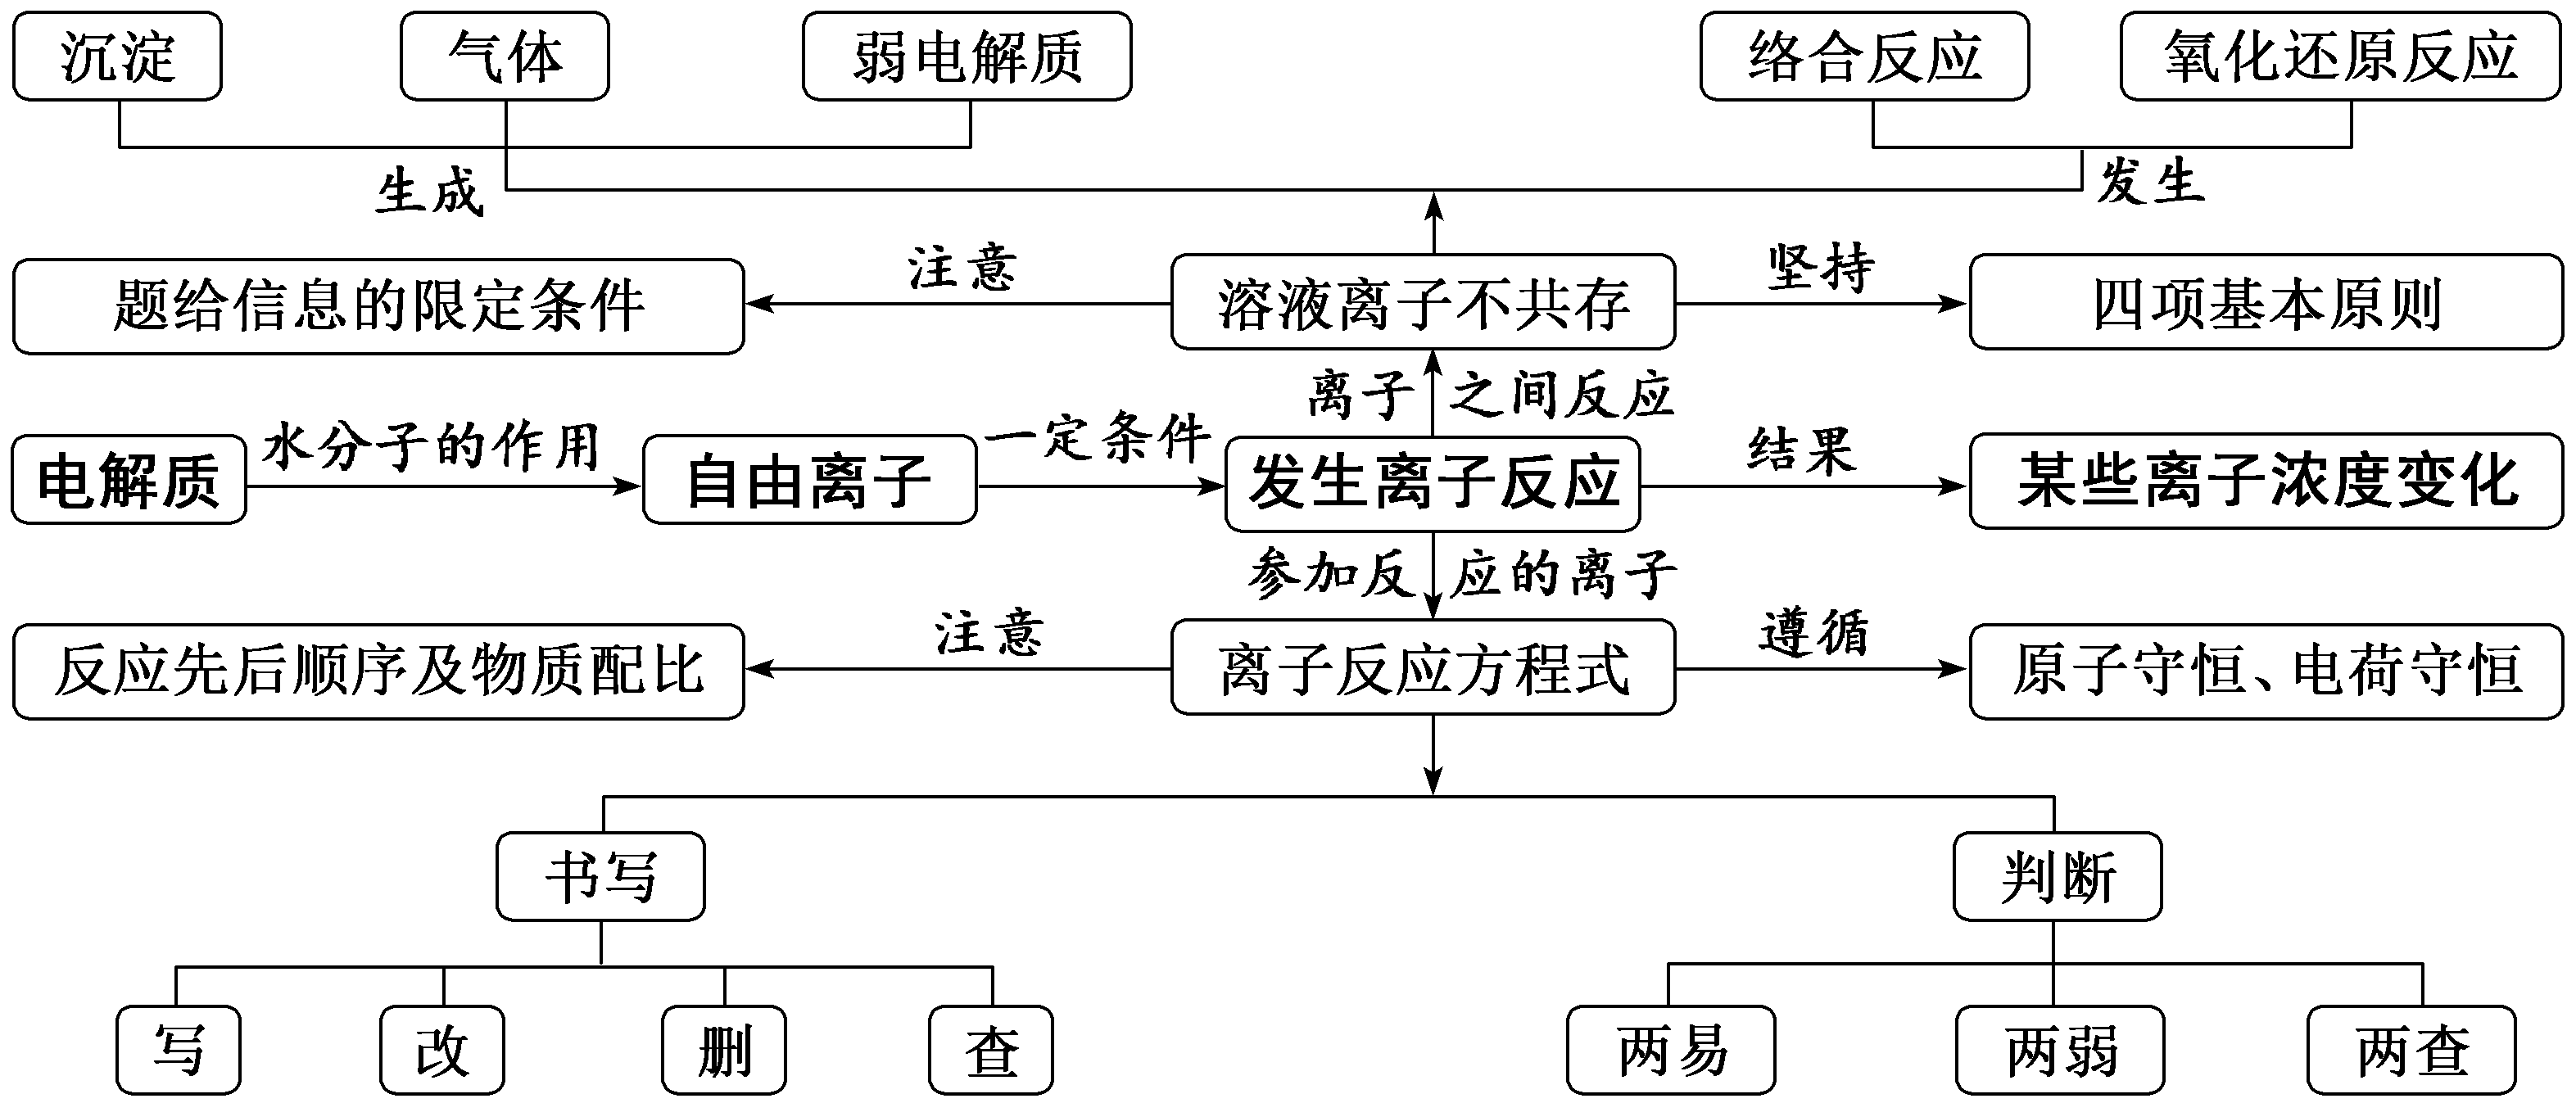 沉淀 气体 弱电解质 络合反应 氧化还原反应
生成 发生
注意 坚持
题给信息的限定条件 溶液离子不共存 四项基本原则
离子之间反应
水分子的作用 一定条件 结果
电解质 自由离子 发生离子反应 某些离子浓度变化
参加反应的离子
注意 遵循
反应先后顺序及物质配比 离子反应方程式 原子守恒、电荷守恒
书写 判断
写 改 删 查 两易 两弱 两查